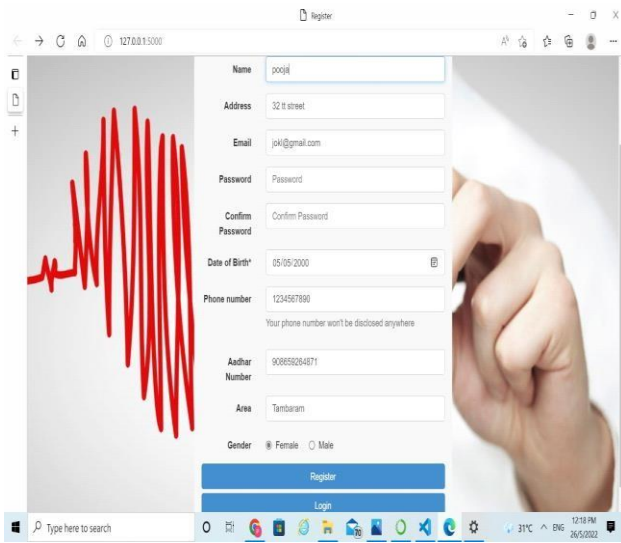 Register
127.0.0.1:5000
Name pooja
Address 32 tt street
Email jokl@gmail.com
Password Password
Confirm Password Confirm Password
Date of Birth* 05/05/2000
Phone number 1234567890
Your phone number won't be disclosed anywhere
Aadhar Number 908659264871
Area Tambaram
Gender Female Male
Register
Login
Type here to search
70
31°C ENG 12:18 PM
26/5/2022